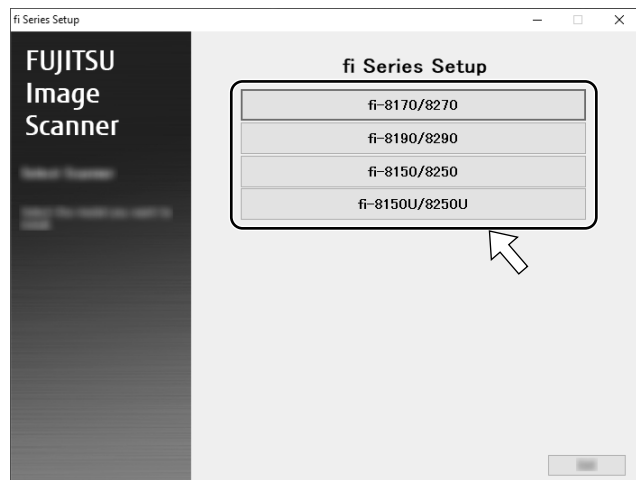 fi Series Setup
FUJITSU
Image
Scanner
fi Series Setup
fi-8170/8270
fi-8190/8290
fi-8150/8250
fi-8150U/8250U